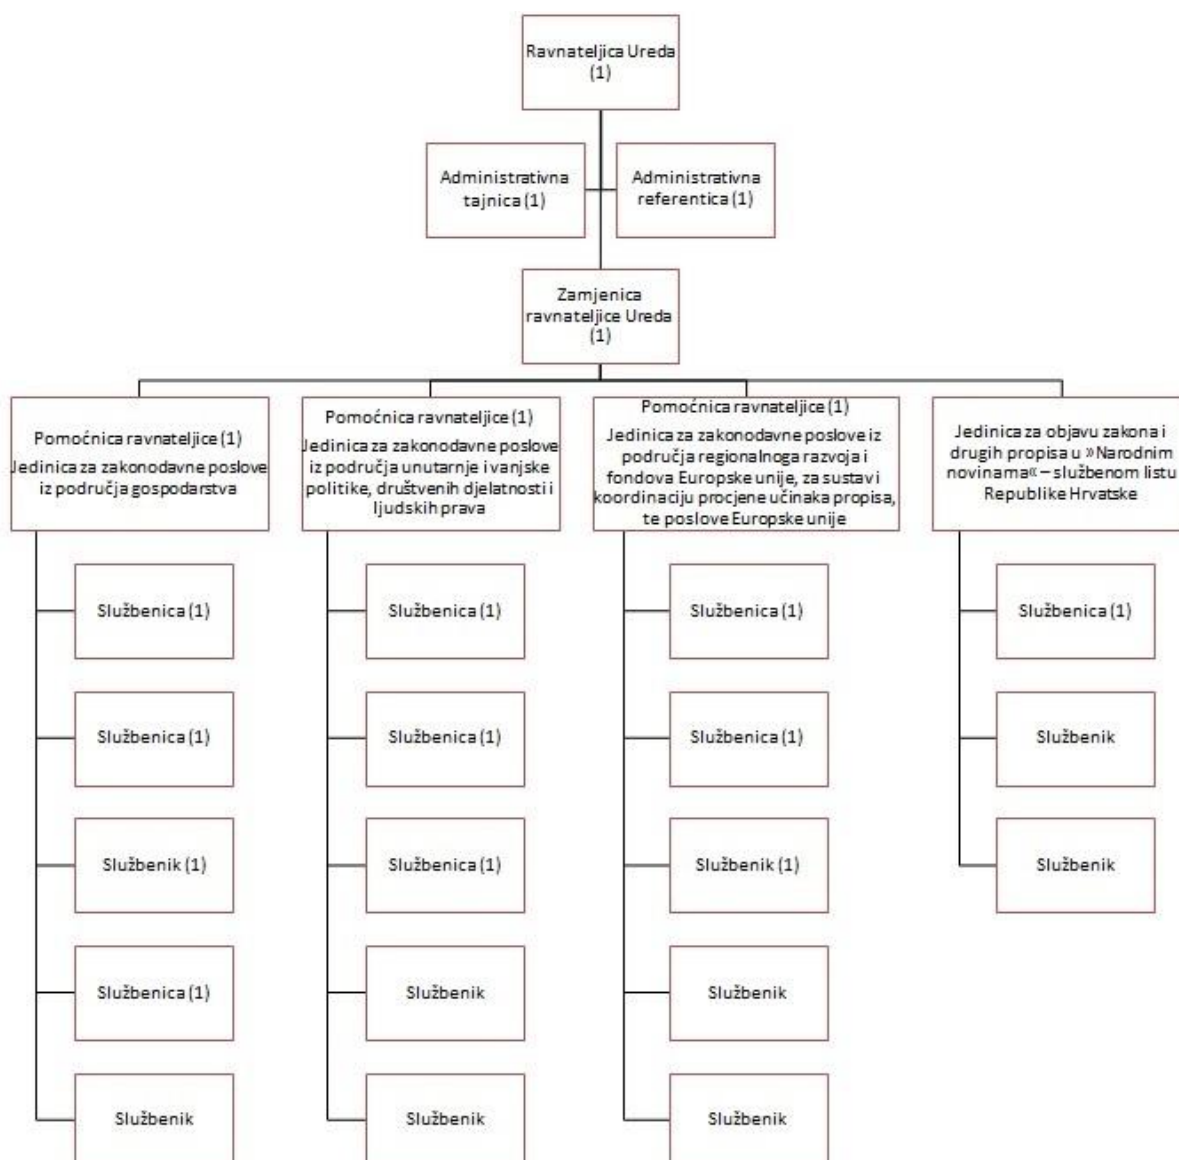 Ravnateljica Ureda
(1)
Administrativna
tajnica (1)
Administrativna
referentica (1)
Zamjenica
ravnateljice Ureda
(1)
Pomoćnica ravnateljice (1)
Jedinica za zakonodavne poslove
iz područja gospodarstva
Pomoćnica ravnateljice (1)
Jedinica za zakonodavne poslove
iz područja unutarnje i vanjske
politike, društvenih djelatnosti i
ljudskih prava
Pomoćnica ravnateljice (1)
Jedinica za zakonodavne poslove iz
područja regionalnoga razvoja i
fondova Europske unije, za sustav i
koordinaciju procjene učinaka propisa,
te poslove Europske unije
Jedinica za objavu zakona i
drugih propisa u »Narodnim
novinama« – službenom listu
Republike Hrvatske
Službenica (1)
Službenica (1)
Službenik (1)
Službenica (1)
Službenik
Službenica (1)
Službenica (1)
Službenica (1)
Službenik
Službenik
Službenica (1)
Službenica (1)
Službenik (1)
Službenik
Službenik
Službenica (1)
Službenik
Službenik